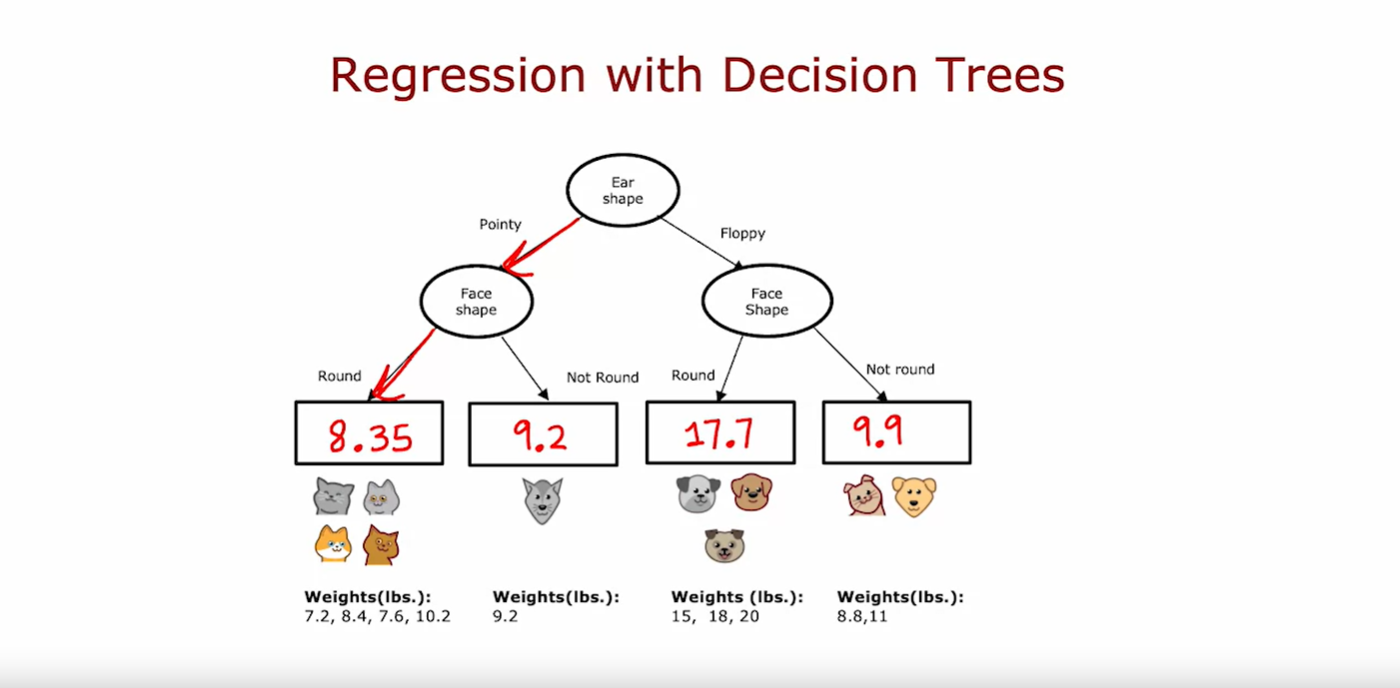 Regression with Decision Trees
Ear
shape
Pointy
Floppy
Face
shape
Face
Shape
Round
Not Round
Round
Not round
8.35
9.2
17.7
9.9
Weights(lbs.):
7.2, 8.4, 7.6, 10.2
Weights(lbs.):
9.2
Weights (lbs.):
15, 18, 20
Weights(lbs.):
8.8,11